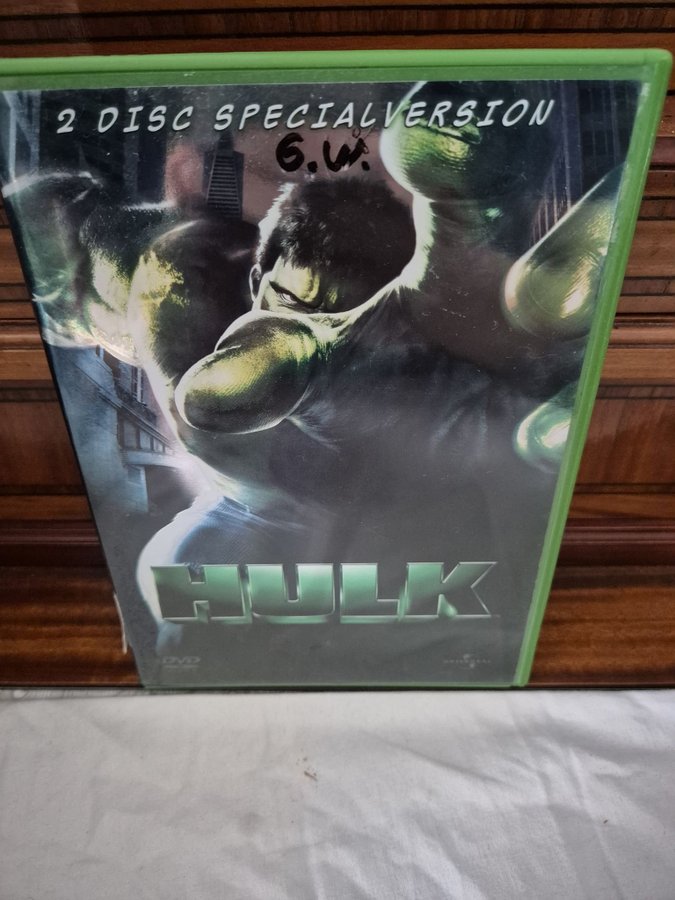 2 DISC SPECIALVERSION
G.W.
HULK
DVD
UNIVERSAL